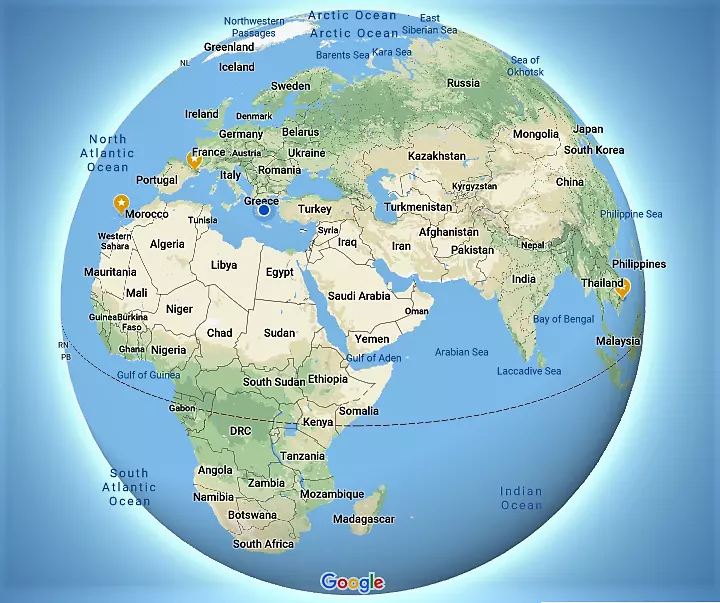 Arctic Ocean
East
Siberian Sea
Northwestern
Passages
Arctic Ocean
Greenland
Barents Sea
Kara Sea
NL
Iceland
Sea of
Okhotsk
Russia
Sweden
Ireland
Denmark
Germany
Belarus
Mongolia
Japan
North
Atlantic
Ocean
France
Austria
Ukraine
Kazakhstan
South Korea
Portugal
Italy
Romania
Kyrgyzstan
China
Greece
Morocco
Tunisia
Turkey
Turkmenistan
Philippine Sea
Western
Sahara
Algeria
Syria
Iraq
Iran
Afghanistan
Pakistan
Nepal
Mauritania
Libya
Egypt
India
Philippines
Thailand
Mali
Niger
Saudi Arabia
Oman
Guinea
Burkina
Faso
Chad
Sudan
Yemen
Bay of Bengal
RN
PB
Ghana
Nigeria
Gulf of Aden
Arabian Sea
Malaysia
Gulf of Guinea
South Sudan
Ethiopia
Laccadive Sea
Gabon
Somalia
Kenya
DRC
Tanzania
South
Atlantic
Ocean
Angola
Zambia
Indian
Ocean
Namibia
Mozambique
Botswana
Madagascar
South Africa
Google